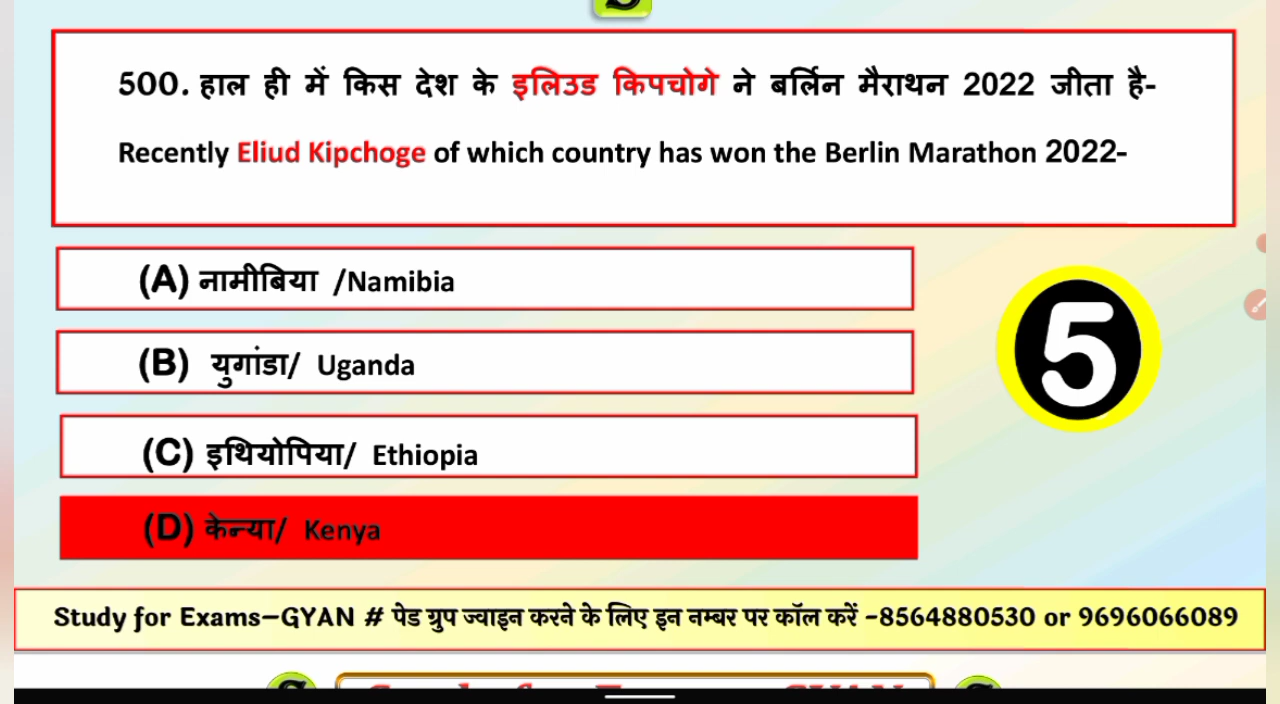 500. हाल ही में किस देश के इलिउड किपचोगे ने बर्लिन मैराथन 2022 जीता है-
Recently Eliud Kipchoge of which country has won the Berlin Marathon 2022-
(A) नामीबिया /Namibia
(B) युगांडा/ Uganda
5
(C) इथियोपिया/ Ethiopia
(D) केन्या/ Kenya
Study for Exams–GYAN # पेड ग्रुप ज्वाइन करने के लिए इन नम्बर पर कॉल करें -8564880530 or 9696066089